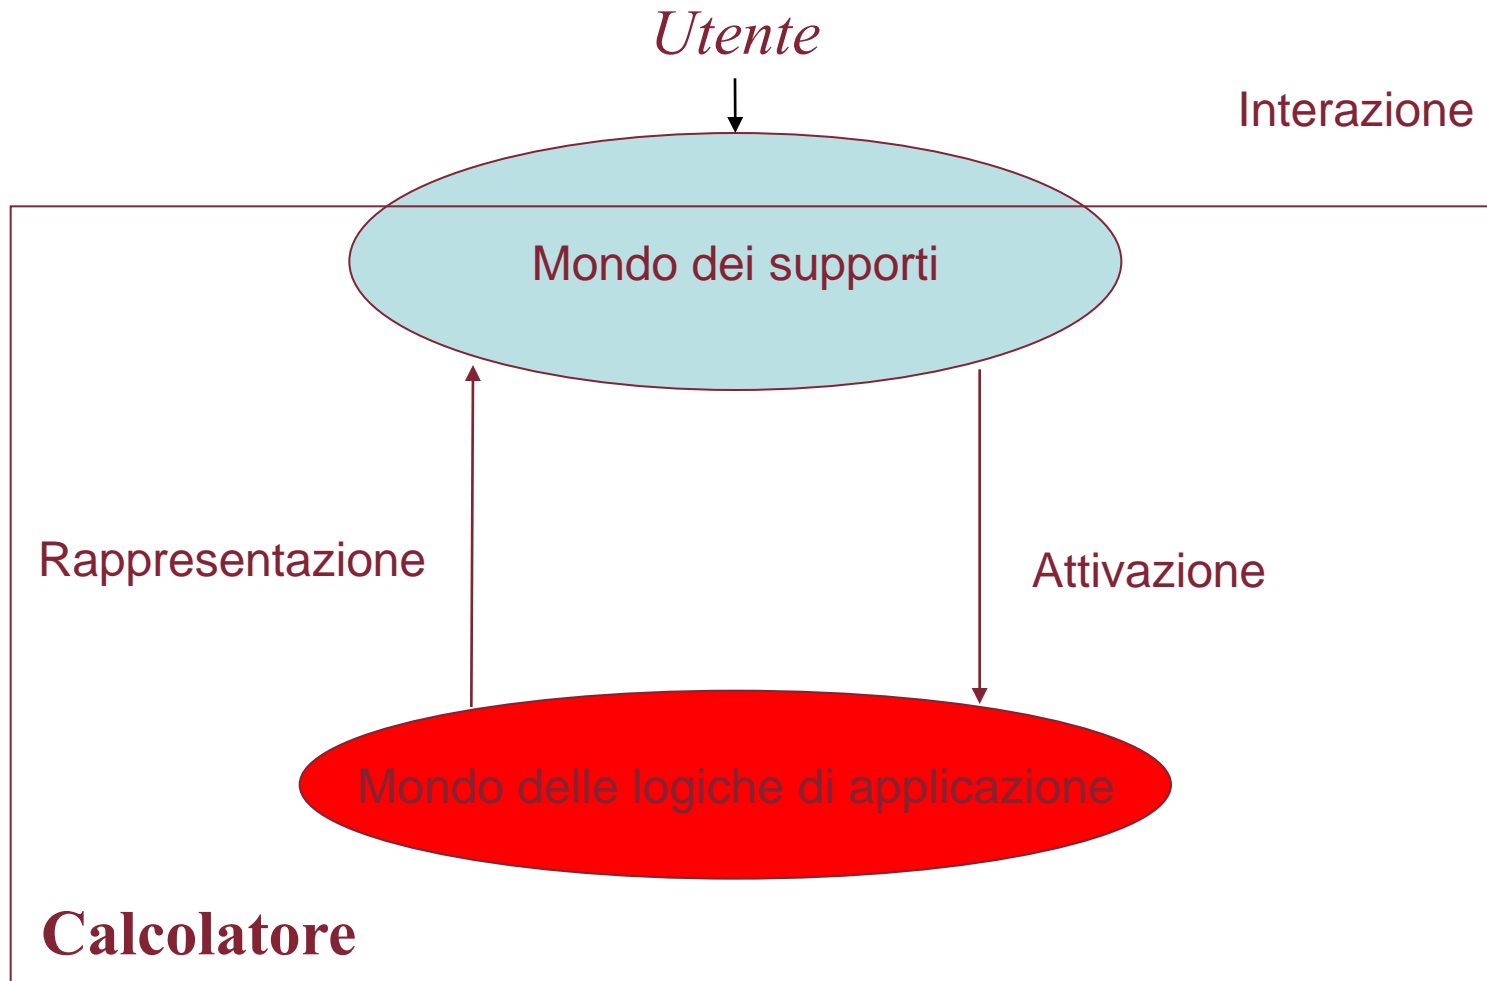 Utente
Interazione
Mondo dei supporti
Rappresentazione
Attivazione
Mondo delle logiche di applicazione
Calcolatore